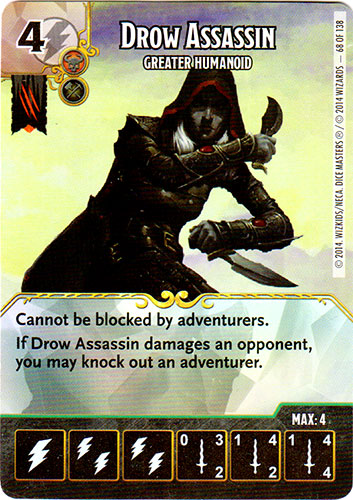 4
DROW ASSASSIN
GREATER HUMANOID
© 2014. WIZKIDS/NECA. DICE MASTERS ® / © 2014 WIZARDS — 68 OF 138
Cannot be blocked by adventurers.
If Drow Assassin damages an opponent,
you may knock out an adventurer.
MAX: 4
0 3 1 4 1 4
2 2 4